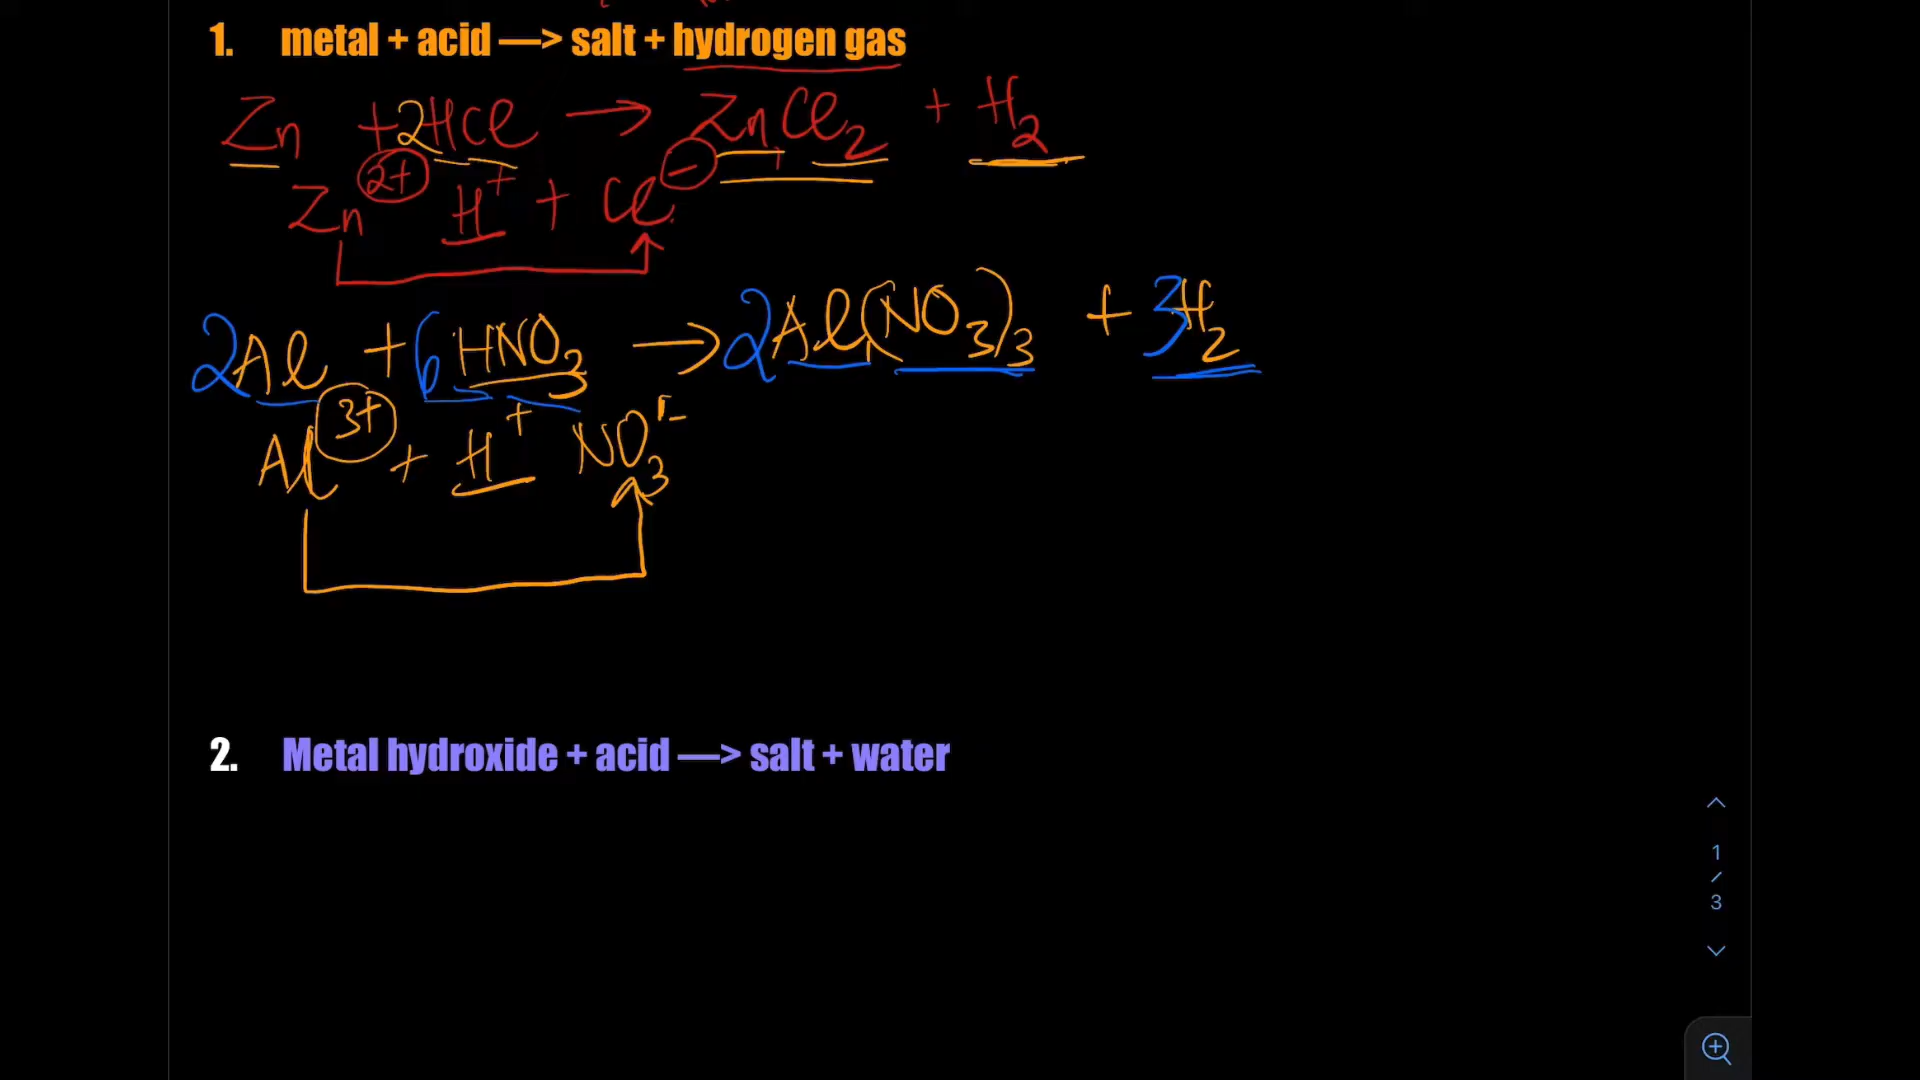 1. metal + acid —> salt + hydrogen gas
Zn + 2HCl → ZnCl₂ + H₂
Zn²⁺ H⁺ + Cl⁻
2Al + 6HNO₃ → 2Al(NO₃)₃ + 3H₂
Al³⁺ + H⁺ NO₃¹⁻
2. Metal hydroxide + acid —> salt + water
1
/
3